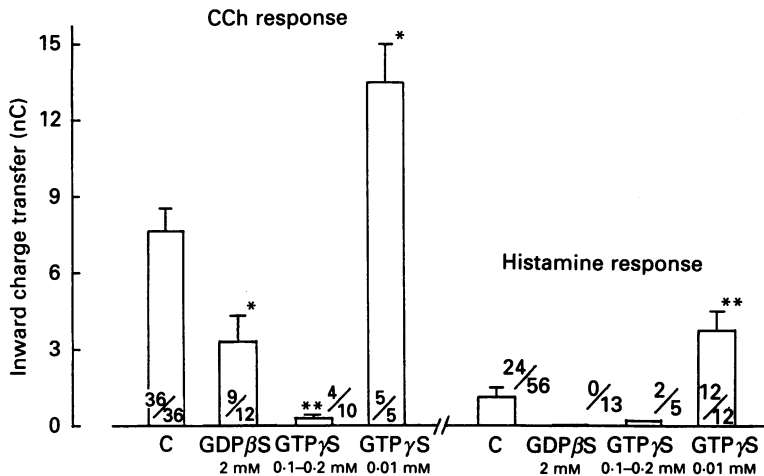 CCh response
15
12
9
6
3
0
Inward charge transfer (nC)
*
*
**
36/36
9/12
4/10
5/5
C
GDPβS
2 mM
GTPγS
0·1–0·2 mM
GTPγS
0·01 mM
//
Histamine response
**
24/56
0/13
2/5
12/12
C
GDPβS
2 mM
GTPγS
0·1–0·2 mM
GTPγS
0·01 mM